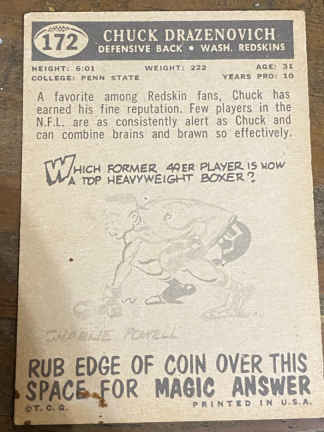 172
CHUCK DRAZENOVICH
DEFENSIVE BACK • WASH. REDSKINS
HEIGHT: 6:01 WEIGHT: 222 AGE: 31
COLLEGE: PENN STATE YEARS PRO: 10
A favorite among Redskin fans, Chuck has
earned his fine reputation. Few players in the
N.F.L. are as consistently alert as Chuck and
can combine brains and brawn so effectively.
WHICH FORMER 49ER PLAYER IS NOW
A TOP HEAVYWEIGHT BOXER?
CHARLIE POWELL
RUB EDGE OF COIN OVER THIS
SPACE FOR MAGIC ANSWER
©T.C.G. PRINTED IN U.S.A.